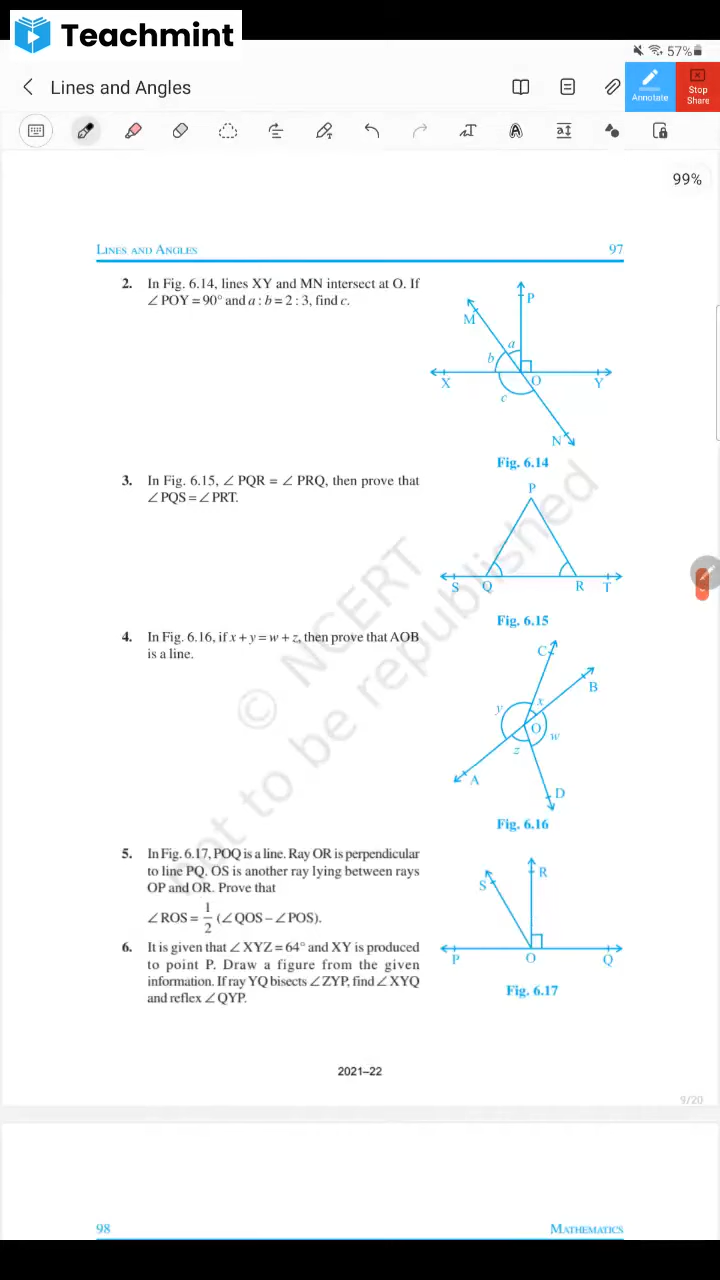 Teachmint
57%
Lines and Angles
Annotate
Stop
Share
99%
LINES AND ANGLES 97
2. In Fig. 6.14, lines XY and MN intersect at O. If
∠ POY = 90° and a : b = 2 : 3, find c.
P
M
a
b
X
O
Y
c
N
Fig. 6.14
3. In Fig. 6.15, ∠ PQR = ∠ PRQ, then prove that
∠ PQS = ∠ PRT.
P
S Q R T
Fig. 6.15
4. In Fig. 6.16, if x + y = w + z, then prove that AOB
is a line.
C
B
x
y
O
w
z
A
D
Fig. 6.16
5. In Fig. 6.17, POQ is a line. Ray OR is perpendicular
to line PQ. OS is another ray lying between rays
OP and OR. Prove that
∠ ROS = 1/2 (∠ QOS – ∠ POS).
R
S
P O Q
Fig. 6.17
6. It is given that ∠ XYZ = 64° and XY is produced
to point P. Draw a figure from the given
information. If ray YQ bisects ∠ ZYP, find ∠ XYQ
and reflex ∠ QYP.
© NCERT
not to be republished
2021–22
9/20
98 MATHEMATICS